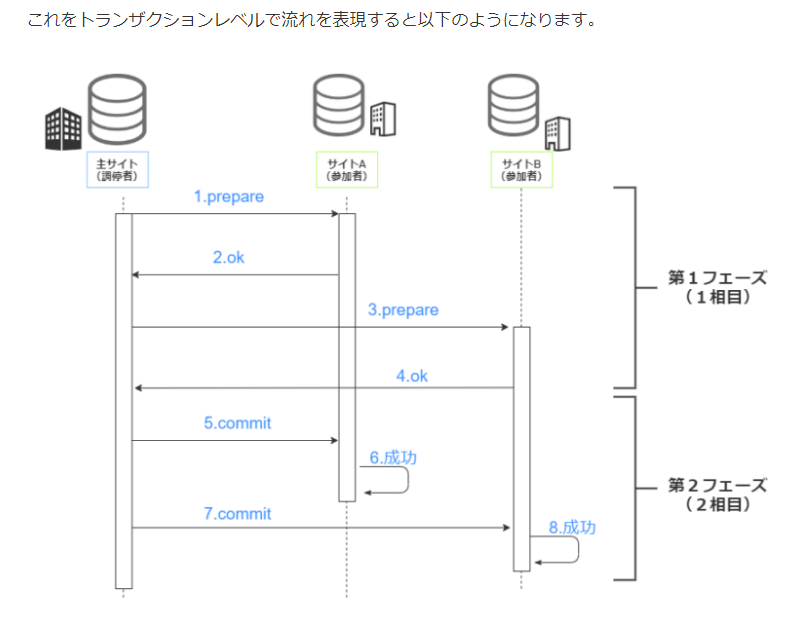 これをトランザクションレベルで流れを表現すると以下のようになります。
主サイト
（調停者）
サイトA
（参加者）
サイトB
（参加者）
1.prepare
2.ok
3.prepare
4.ok
第１フェーズ
（１相目）
5.commit
6.成功
7.commit
8.成功
第２フェーズ
（２相目）